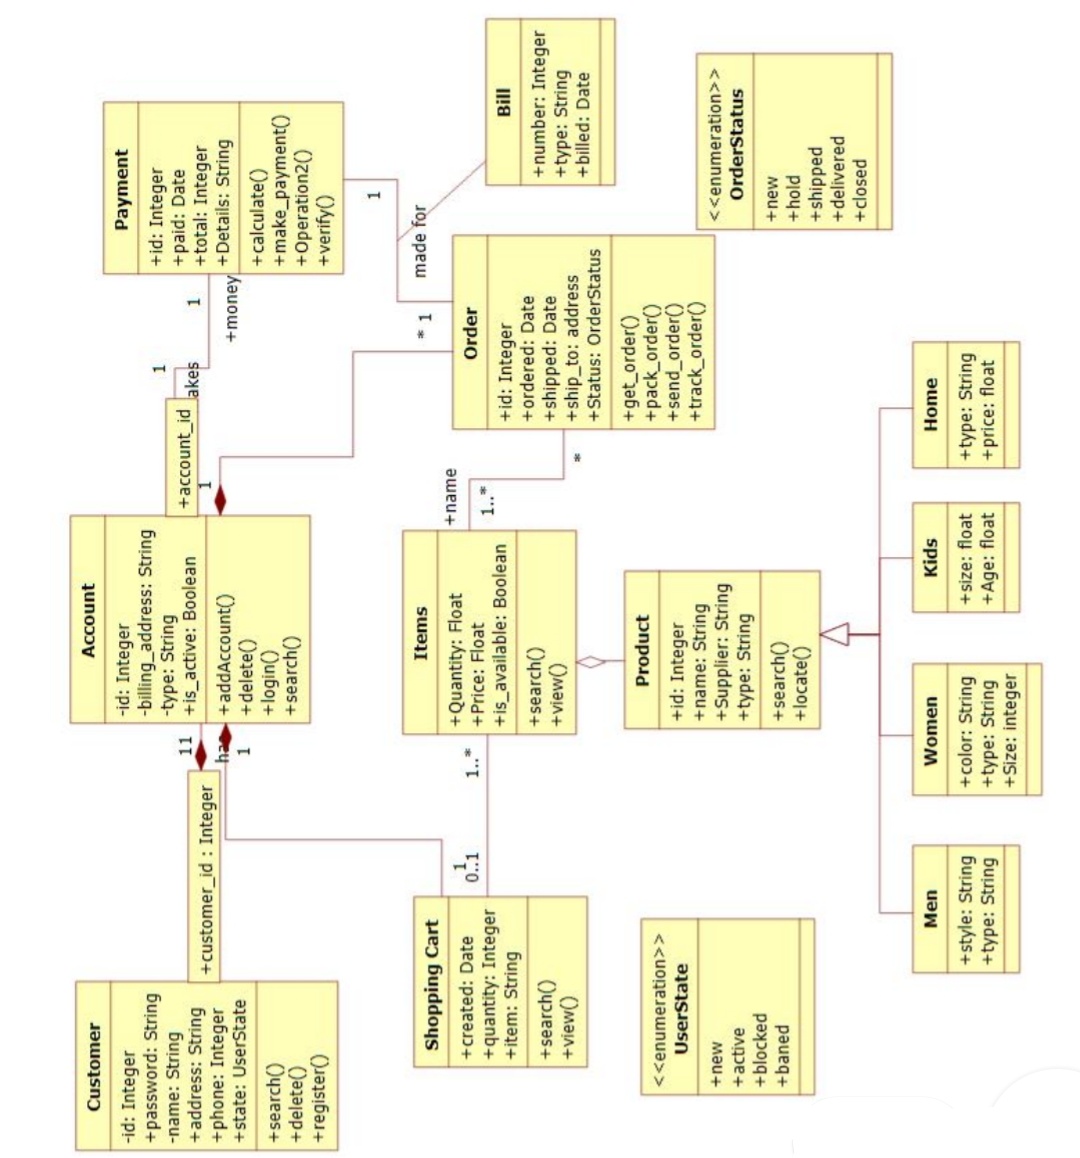 Customer
-id: Integer
+password: String
-name: String
+address: String
+phone: Integer
+state: UserState
+search()
+delete()
+register()
+customer_id : Integer
11
has
1
Account
-id: Integer
-billing_address: String
-type: String
+is_active: Boolean
+addAccount()
+delete()
+login()
+search()
+account_id
1
1
akes
1
+money
Payment
+id: Integer
+paid: Date
+total: Integer
+Details: String
+calculate()
+make_payment()
+Operation2()
+verify()
1
made for
* 1
Bill
+number: Integer
+type: String
+billed: Date
Shopping Cart
+created: Date
+quantity: Integer
+item: String
+search()
+view()
1
0..1
1..*
Items
+Quantity: Float
+Price: Float
+is_available: Boolean
+search()
+view()
+name
1..*
*
Order
+id: Integer
+ordered: Date
+shipped: Date
+ship_to: address
+Status: OrderStatus
+get_order()
+pack_order()
+send_order()
+track_order()
<<enumeration>>
UserState
+new
+active
+blocked
+baned
Product
+id: Integer
+name: String
+Supplier: String
+type: String
+search()
+locate()
<<enumeration>>
OrderStatus
+new
+hold
+shipped
+delivered
+closed
Men
+style: String
+type: String
Women
+color: String
+type: String
+Size: integer
Kids
+size: float
+Age: float
Home
+type: String
+price: float